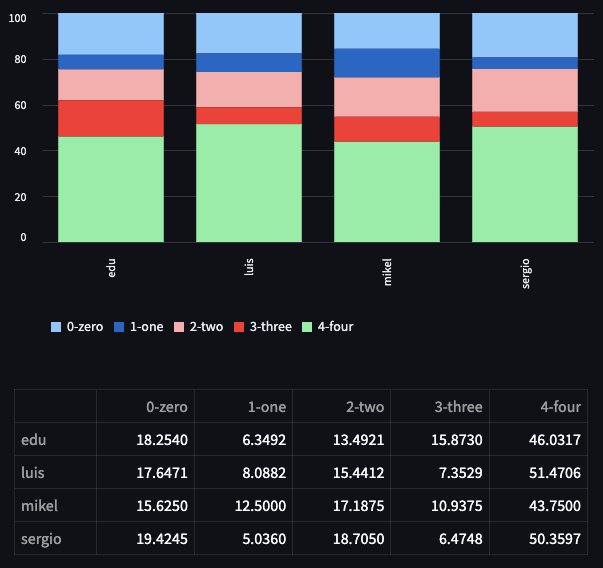 100
80
60
40
20
0
edu luis mikel sergio
0-zero 1-one 2-two 3-three 4-four
0-zero 1-one 2-two 3-three 4-four
edu 18.2540 6.3492 13.4921 15.8730 46.0317
luis 17.6471 8.0882 15.4412 7.3529 51.4706
mikel 15.6250 12.5000 17.1875 10.9375 43.7500
sergio 19.4245 5.0360 18.7050 6.4748 50.3597